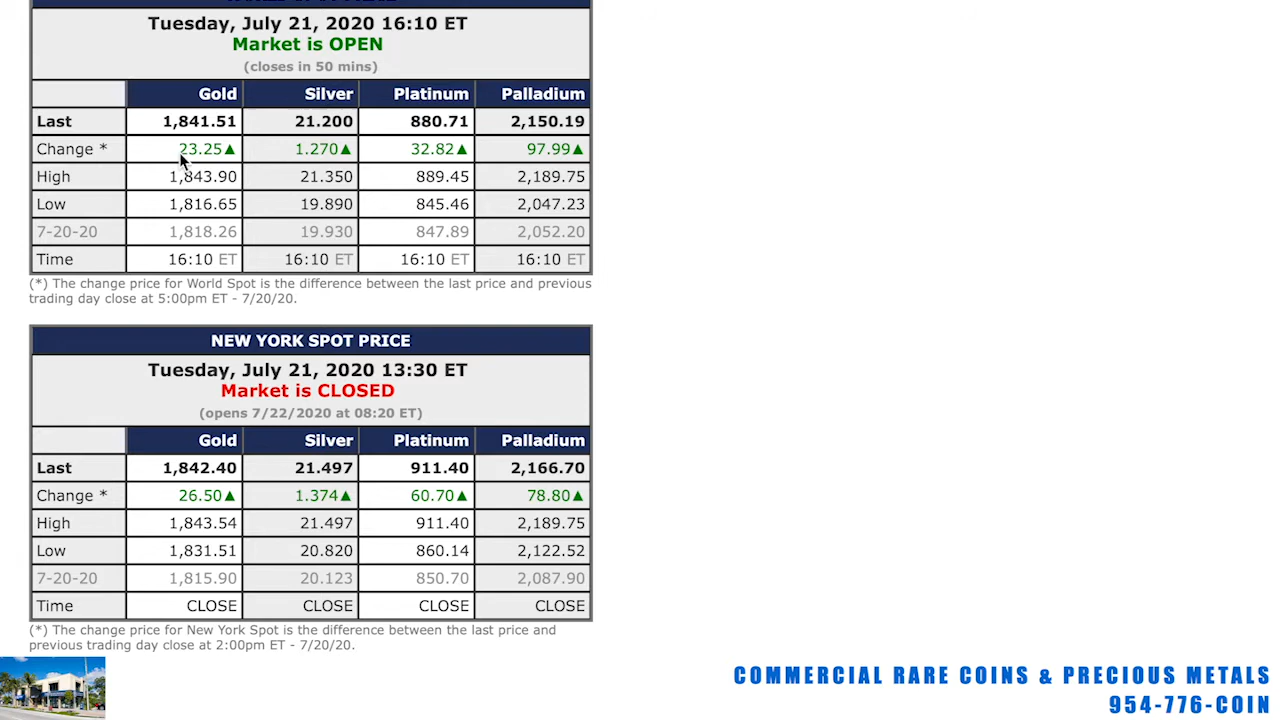 Tuesday, July 21, 2020 16:10 ET
Market is OPEN
(closes in 50 mins)
Gold Silver Platinum Palladium
Last 1,841.51 21.200 880.71 2,150.19
Change * 23.25▲ 1.270▲ 32.82▲ 97.99▲
High 1,843.90 21.350 889.45 2,189.75
Low 1,816.65 19.890 845.46 2,047.23
7-20-20 1,818.26 19.930 847.89 2,052.20
Time 16:10 ET 16:10 ET 16:10 ET 16:10 ET
(*) The change price for World Spot is the difference between the last price and previous
trading day close at 5:00pm ET - 7/20/20.
NEW YORK SPOT PRICE
Tuesday, July 21, 2020 13:30 ET
Market is CLOSED
(opens 7/22/2020 at 08:20 ET)
Gold Silver Platinum Palladium
Last 1,842.40 21.497 911.40 2,166.70
Change * 26.50▲ 1.374▲ 60.70▲ 78.80▲
High 1,843.54 21.497 911.40 2,189.75
Low 1,831.51 20.820 860.14 2,122.52
7-20-20 1,815.90 20.123 850.70 2,087.90
Time CLOSE CLOSE CLOSE CLOSE
(*) The change price for New York Spot is the difference between the last price and
previous trading day close at 2:00pm ET - 7/20/20.
COMMERCIAL RARE COINS & PRECIOUS METALS
954-776-COIN